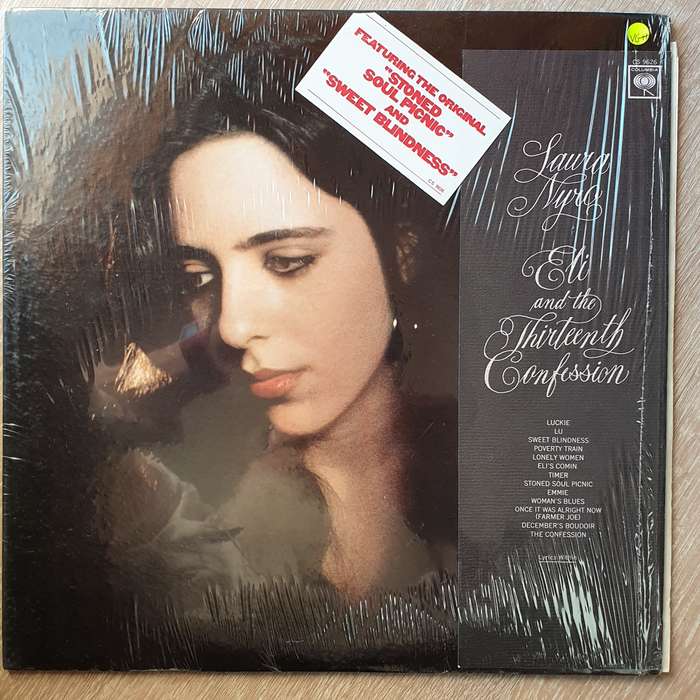 FEATURING THE ORIGINAL
"STONED
SOUL PICNIC"
AND
"SWEET BLINDNESS"
CS 9626
CS 9626
COLUMBIA
Laura
Nyro
Eli
and the
Thirteenth
Confession
LUCKIE
LU
SWEET BLINDNESS
POVERTY TRAIN
LONELY WOMEN
ELI'S COMIN
TIMER
STONED SOUL PICNIC
EMMIE
WOMAN'S BLUES
ONCE IT WAS ALRIGHT NOW
(FARMER JOE)
DECEMBER'S BOUDOIR
THE CONFESSION
Lyrics Within